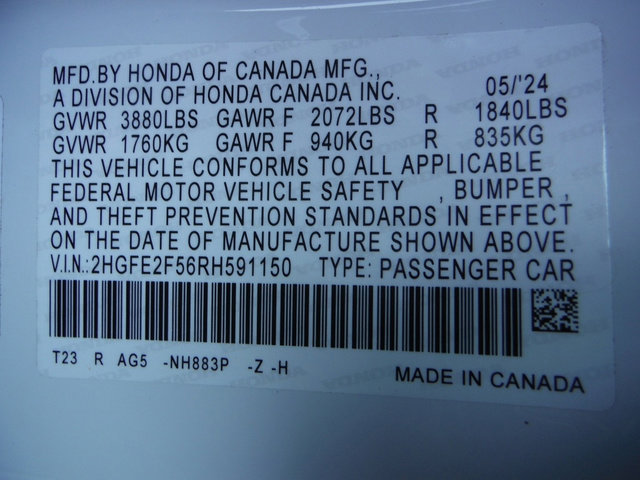 MFD.BY HONDA OF CANADA MFG.,
A DIVISION OF HONDA CANADA INC. 05/'24
GVWR 3880LBS GAWR F 2072LBS R 1840LBS
GVWR 1760KG GAWR F 940KG R 835KG
THIS VEHICLE CONFORMS TO ALL APPLICABLE
FEDERAL MOTOR VEHICLE SAFETY , BUMPER ,
AND THEFT PREVENTION STANDARDS IN EFFECT
ON THE DATE OF MANUFACTURE SHOWN ABOVE.
V.I.N.:2HGFE2F56RH591150 TYPE: PASSENGER CAR
T23 R AG5 -NH883P -Z -H
MADE IN CANADA